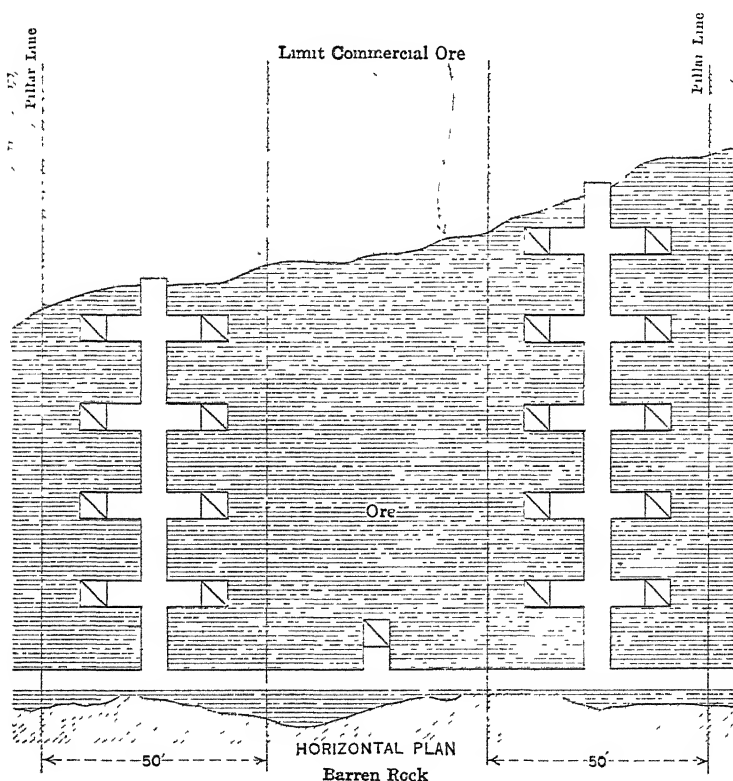 Pillar Line
Limit Commercial Ore
Pillar Line
Ore
50'
HORIZONTAL PLAN
50'
Barren Rock